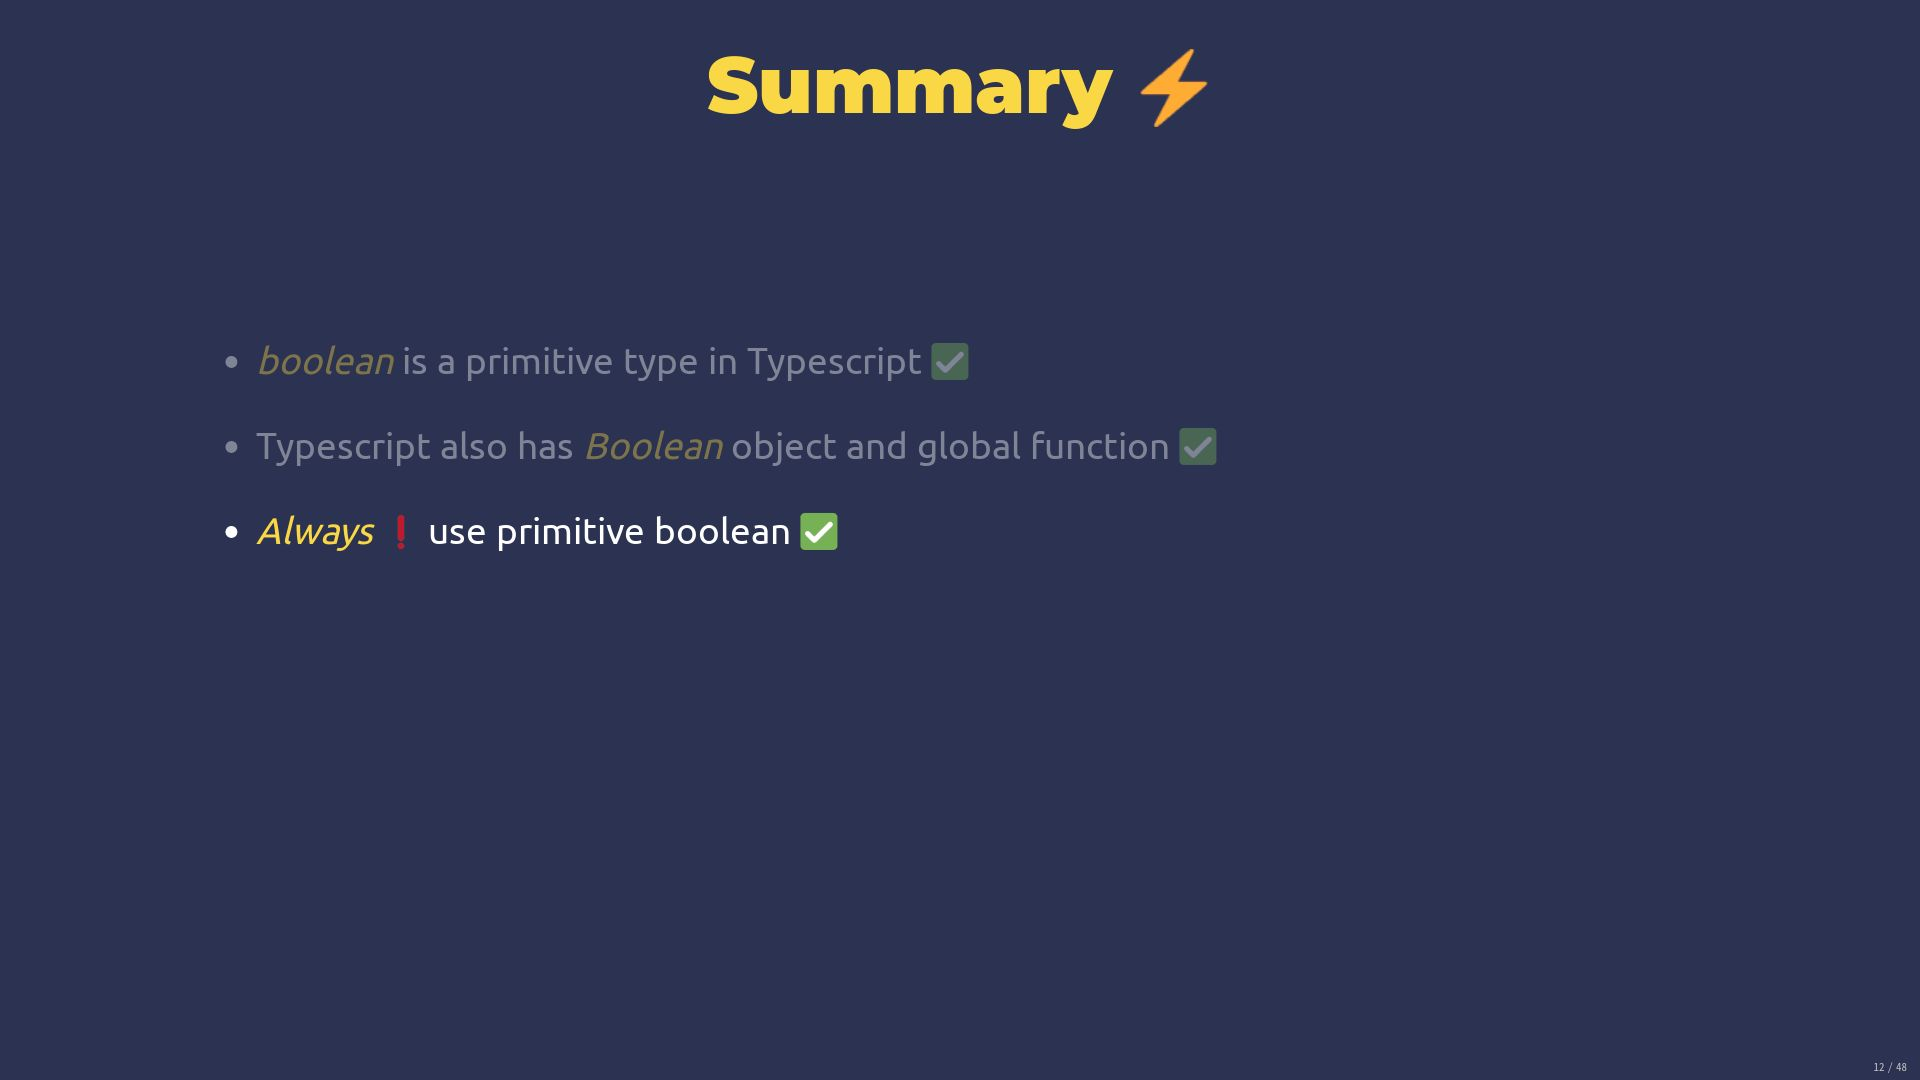 Summary ⚡
• boolean is a primitive type in Typescript ✅
• Typescript also has Boolean object and global function ✅
• Always ❗ use primitive boolean ✅
12 / 48